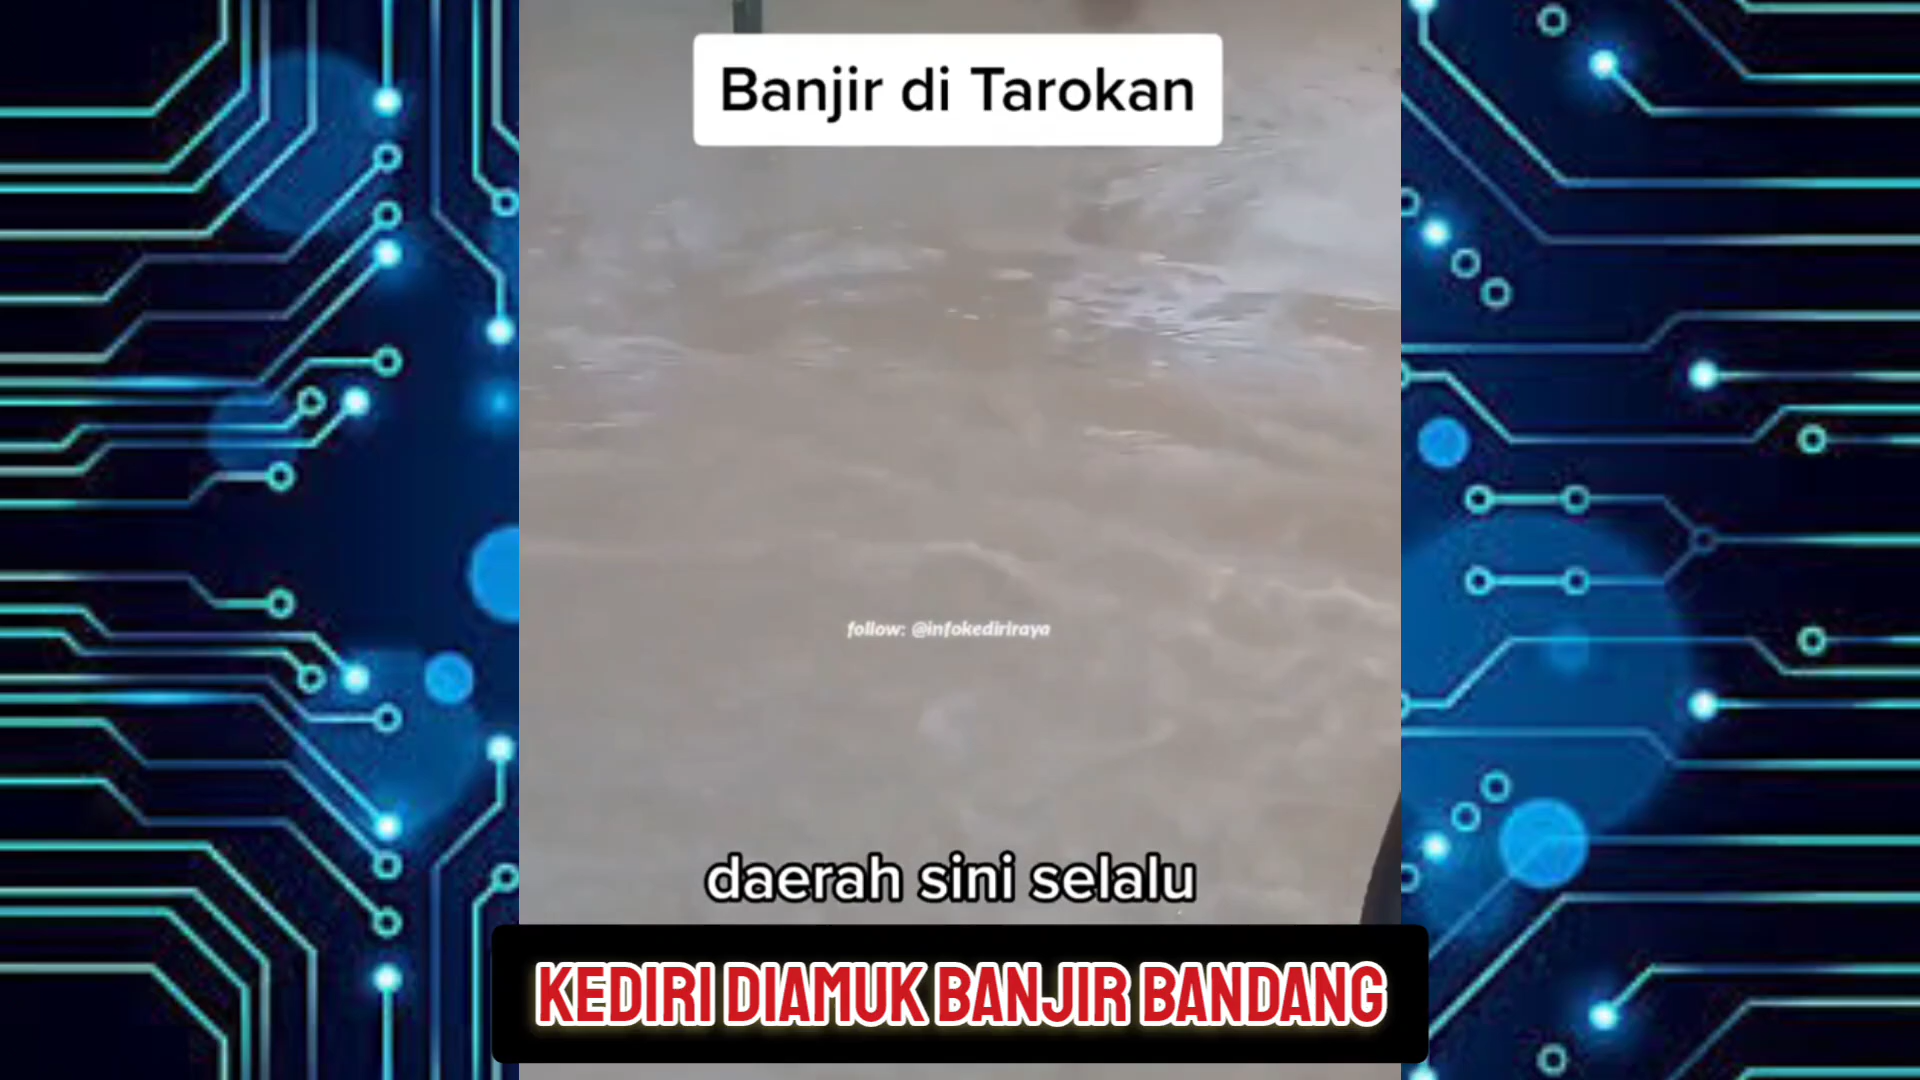 Banjir di Tarokan
follow: @infokediriraya
daerah sini selalu
KEDIRI DIAMUK BANJIR BANDANG